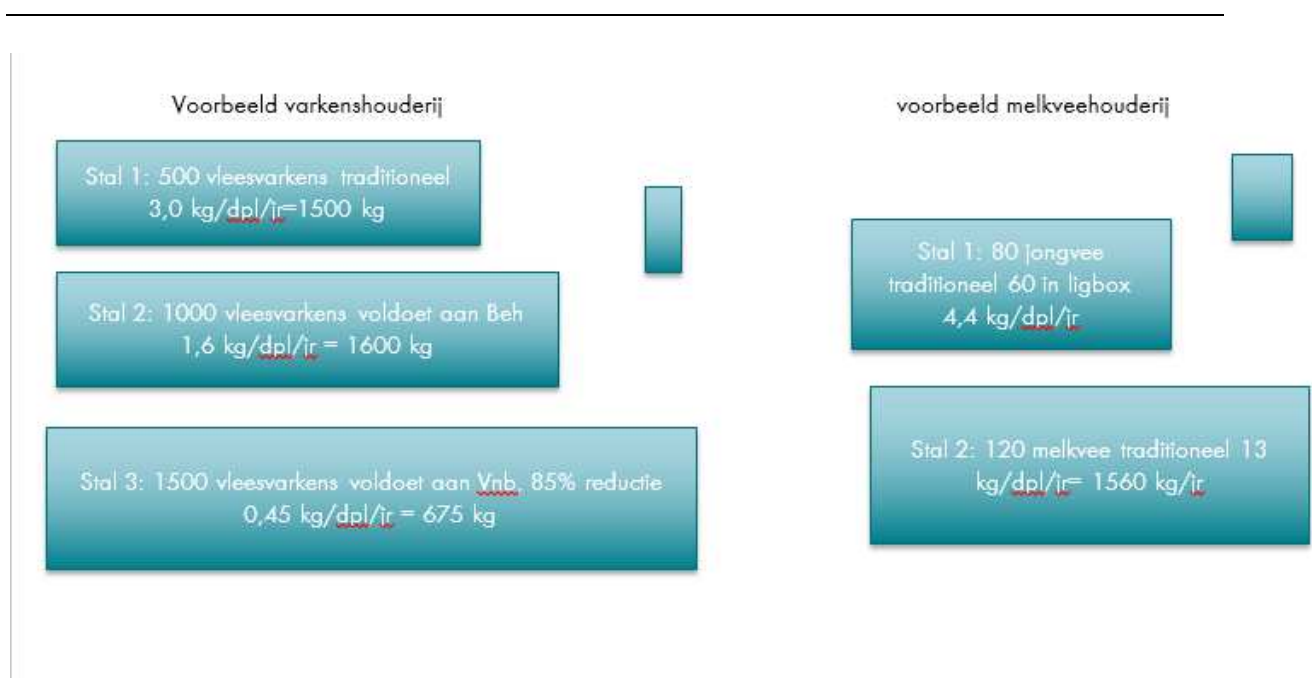 Voorbeeld varkenshouderij
Stal 1: 500 vleesvarkens traditioneel
3,0 kg/dpl/jr=1500 kg
Stal 2: 1000 vleesvarkens voldoet aan Beh
1,6 kg/dpl/jr = 1600 kg
Stal 3: 1500 vleesvarkens voldoet aan Vnb, 85% reductie
0,45 kg/dpl/jr = 675 kg
voorbeeld melkveehouderij
Stal 1: 80 jongvee
traditioneel 60 in ligbox
4,4 kg/dpl/jr
Stal 2: 120 melkvee traditioneel 13
kg/dpl/jr= 1560 kg/jr